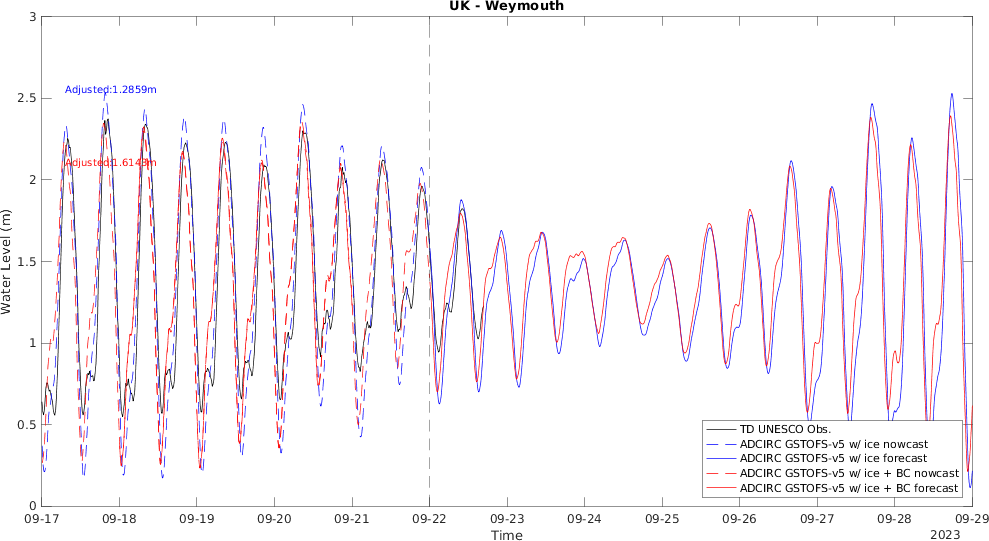 UK - Weymouth
3
2.5
2
1.5
1
0.5
0
Water Level (m)
Adjusted:1.2859m
Adjusted:1.6143m
TD UNESCO Obs.
ADCIRC GSTOFS-v5 w/ ice nowcast
ADCIRC GSTOFS-v5 w/ ice forecast
ADCIRC GSTOFS-v5 w/ ice + BC nowcast
ADCIRC GSTOFS-v5 w/ ice + BC forecast
09-17 09-18 09-19 09-20 09-21 09-22 09-23 09-24 09-25 09-26 09-27 09-28 09-29
Time
2023